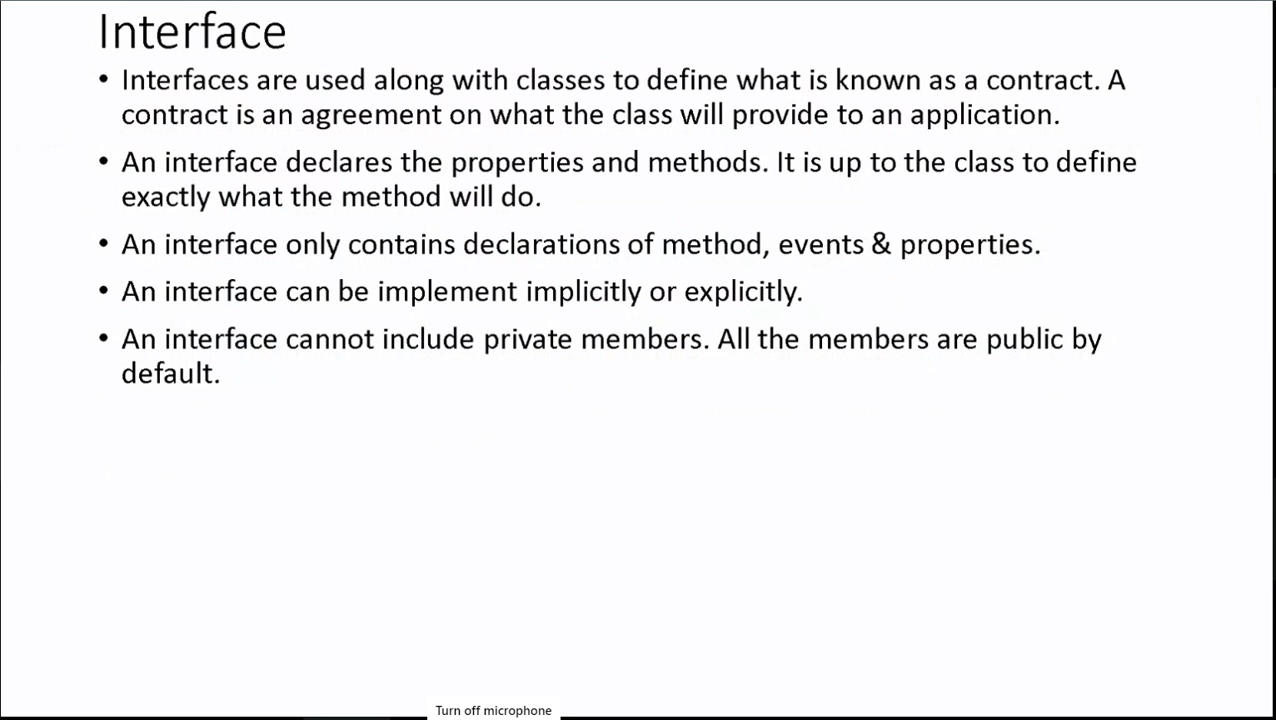 Interface
• Interfaces are used along with classes to define what is known as a contract. A
contract is an agreement on what the class will provide to an application.
• An interface declares the properties and methods. It is up to the class to define
exactly what the method will do.
• An interface only contains declarations of method, events & properties.
• An interface can be implement implicitly or explicitly.
• An interface cannot include private members. All the members are public by
default.
Turn off microphone